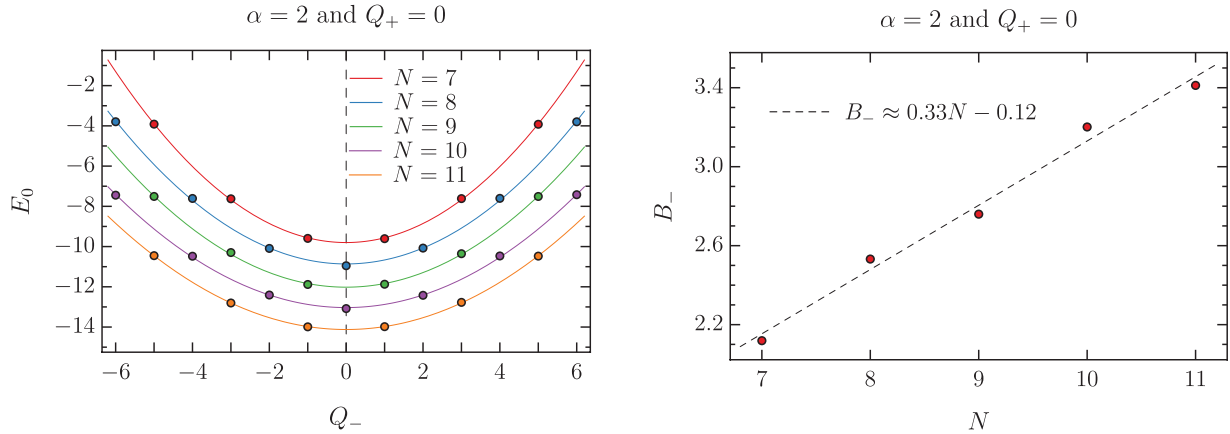 α = 2 and Q₊ = 0
E₀
−2
−4
−6
−8
−10
−12
−14
N = 7
N = 8
N = 9
N = 10
N = 11
−6 −4 −2 0 2 4 6
Q₋
α = 2 and Q₊ = 0
B₋
3.4
3.0
2.6
2.2
B₋ ≈ 0.33N − 0.12
7 8 9 10 11
N